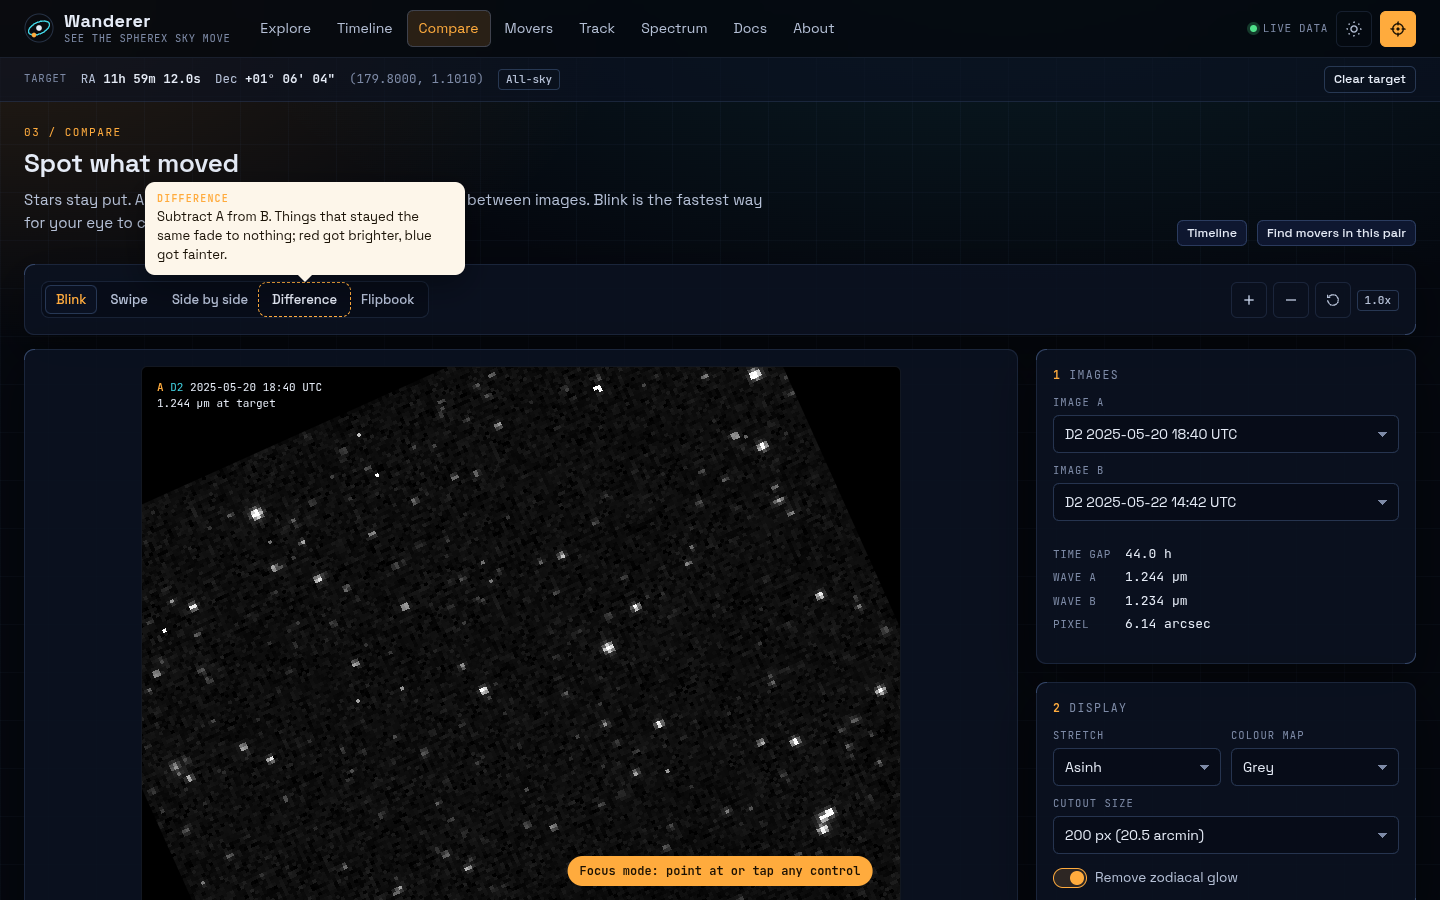 Wanderer
SEE THE SPHEREX SKY MOVE
Explore
Timeline
Compare
Movers
Track
Spectrum
Docs
About
LIVE DATA
TARGET RA 11h 59m 12.0s Dec +01° 06' 04" (179.8000, 1.1010) All-sky
Clear target
03 / COMPARE
Spot what moved
Stars stay put. A
between images. Blink is the fastest way
for your eye to c
DIFFERENCE
Subtract A from B. Things that stayed the
same fade to nothing; red got brighter, blue
got fainter.
Timeline
Find movers in this pair
Blink
Swipe
Side by side
Difference
Flipbook
1.0x
A D2 2025-05-20 18:40 UTC
1.244 µm at target
Focus mode: point at or tap any control
1 IMAGES
IMAGE A
D2 2025-05-20 18:40 UTC
IMAGE B
D2 2025-05-22 14:42 UTC
TIME GAP 44.0 h
WAVE A 1.244 µm
WAVE B 1.234 µm
PIXEL 6.14 arcsec
2 DISPLAY
STRETCH
COLOUR MAP
Asinh
Grey
CUTOUT SIZE
200 px (20.5 arcmin)
Remove zodiacal glow